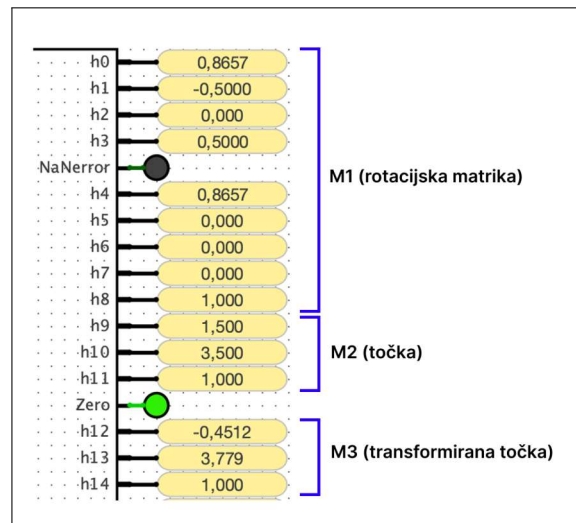 h0 0,8657
h1 -0,5000
h2 0,000
h3 0,5000
NaNerror
h4 0,8657
M1 (rotacijska matrika)
h5 0,000
h6 0,000
h7 0,000
h8 1,000
h9 1,500
h10 3,500
M2 (točka)
h11 1,000
Zero
h12 -0,4512
h13 3,779
M3 (transformirana točka)
h14 1,000